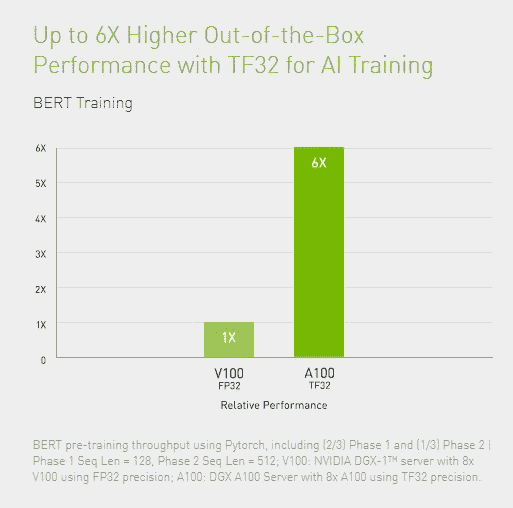 Up to 6X Higher Out-of-the-Box
Performance with TF32 for AI Training
BERT Training
6X
5X
4X
3X
2X
1X
0
6X
1X
V100
FP32
A100
TF32
Relative Performance
BERT pre-training throughput using Pytorch, including (2/3) Phase 1 and (1/3) Phase 2 |
Phase 1 Seq Len = 128, Phase 2 Seq Len = 512; V100: NVIDIA DGX-1™ server with 8x
V100 using FP32 precision; A100: DGX A100 Server with 8x A100 using TF32 precision.